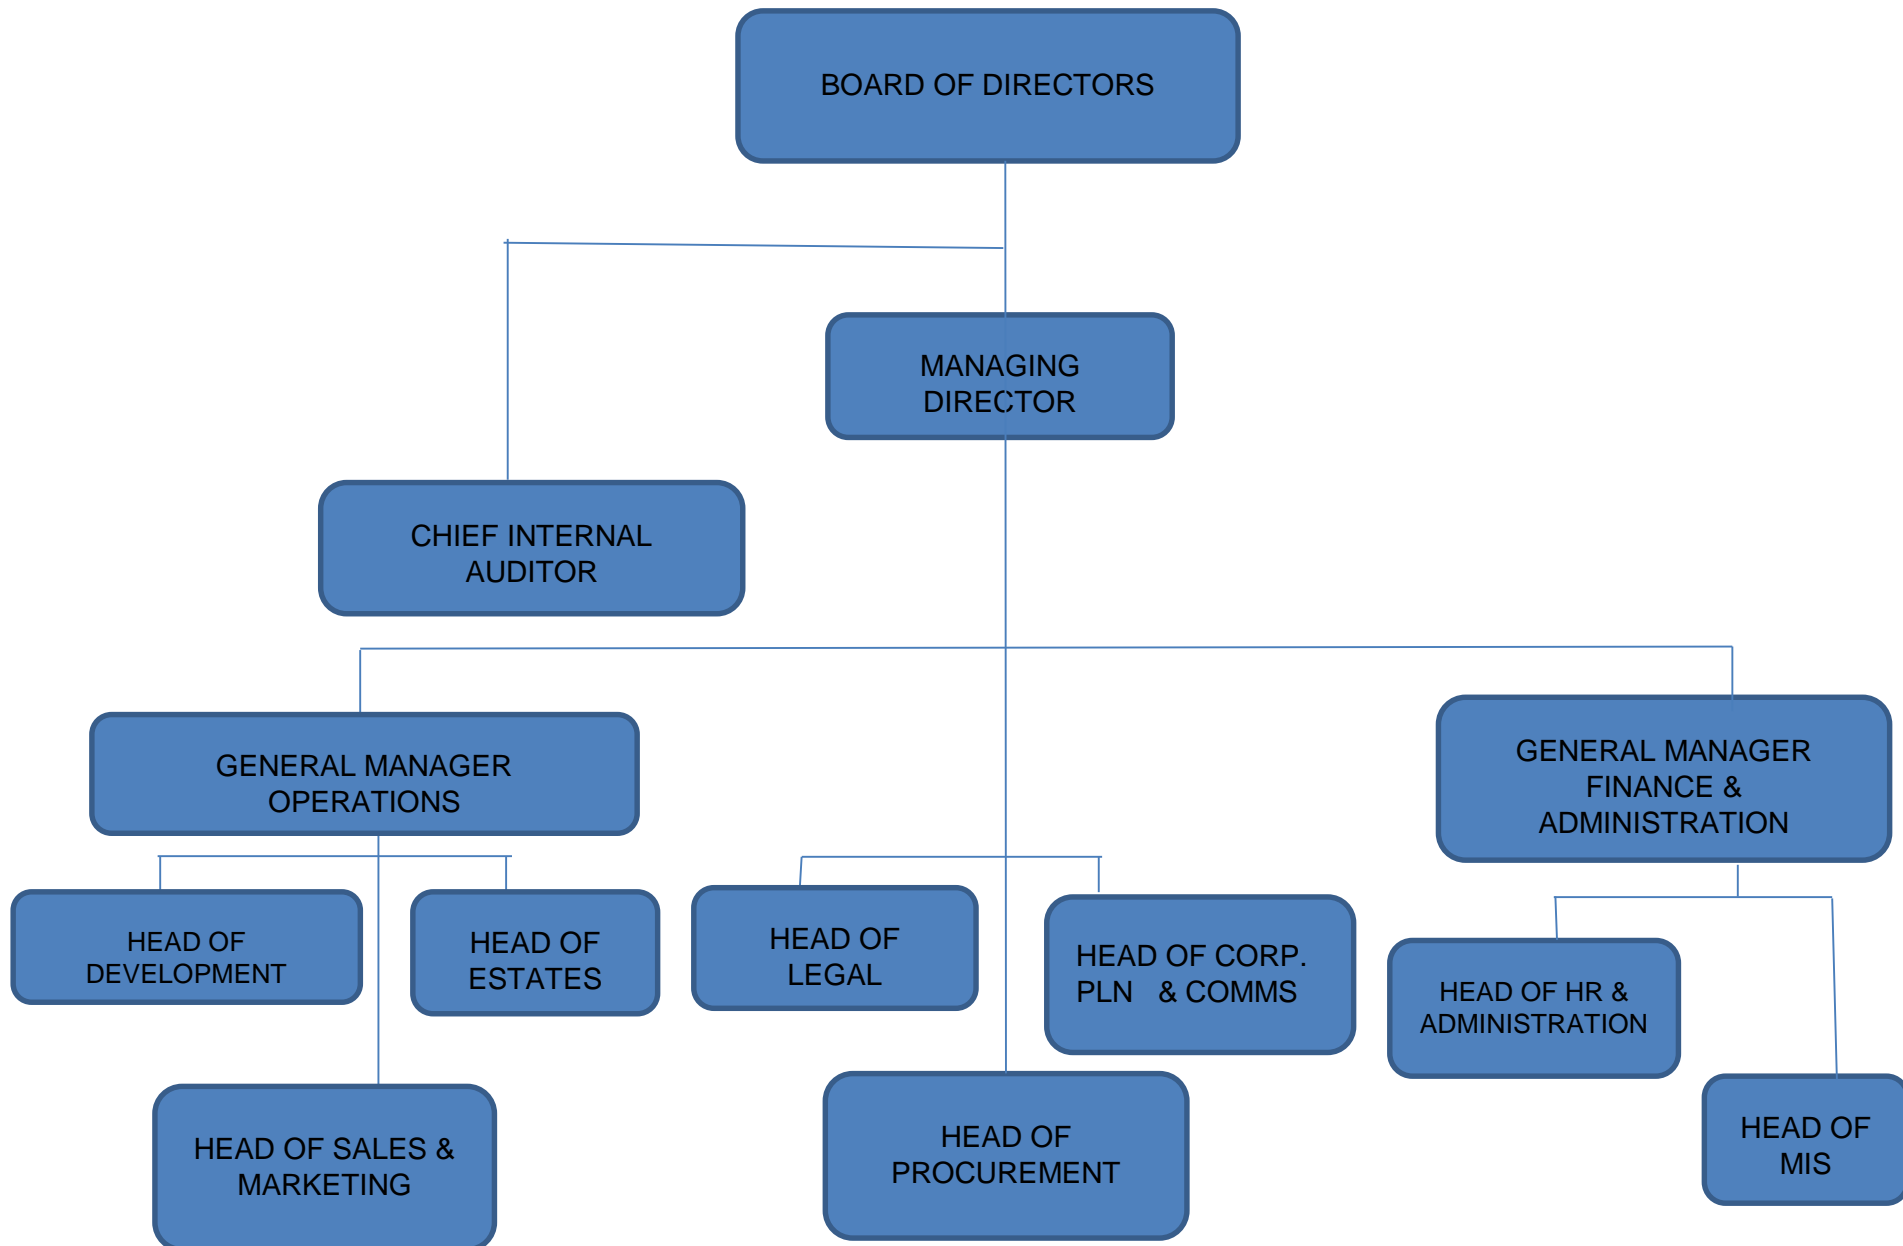 BOARD OF DIRECTORS
MANAGING
DIRECTOR
CHIEF INTERNAL
AUDITOR
GENERAL MANAGER
OPERATIONS
GENERAL MANAGER
FINANCE &
ADMINISTRATION
HEAD OF
DEVELOPMENT
HEAD OF
ESTATES
HEAD OF
LEGAL
HEAD OF CORP.
PLN & COMMS
HEAD OF HR &
ADMINISTRATION
HEAD OF SALES &
MARKETING
HEAD OF
PROCUREMENT
HEAD OF
MIS